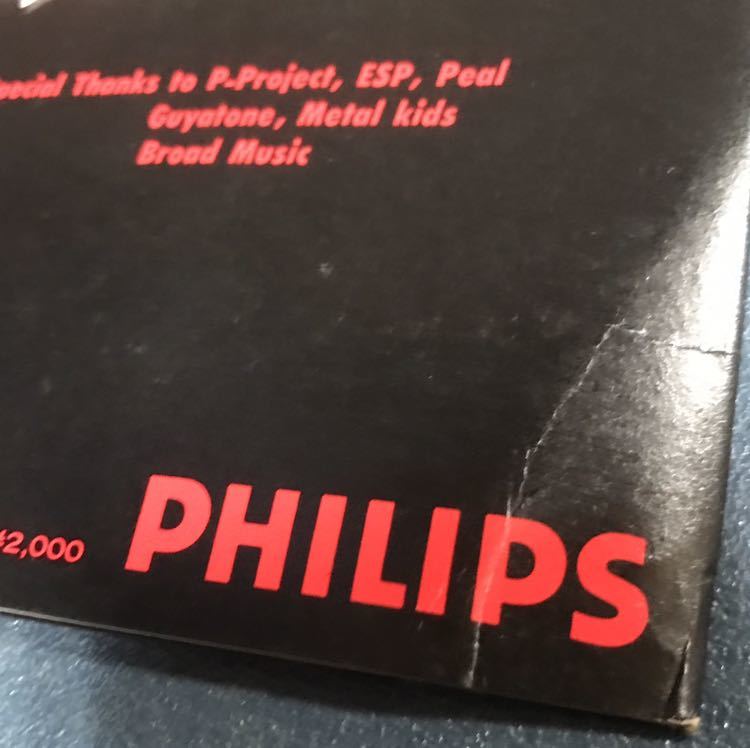 Special Thanks to P-Project, ESP, Peal
Guyatone, Metal kids
Broad Music
¥2,000 PHILIPS